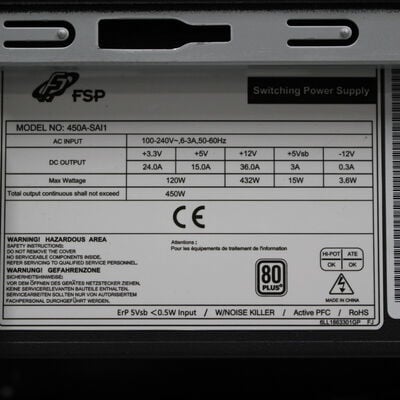 FSP
Switching Power Supply
MODEL NO: 450A-SAI1
AC INPUT 100-240V~,6-3A,50-60Hz
DC OUTPUT +3.3V +5V +12V +5Vsb -12V
24.0A 15.0A 36.0A 3A 0.3A
Max Wattage 120W 432W 15W 3.6W
Total output continuous shall not exceed 450W
CE
WARNING! HAZARDOUS AREA
SAFETY INSTRUCTIONS:
DO NOT REMOVE THE COVER
NO SERVICEABLE COMPONENTS INSIDE.
REFER SERVICING TO QUALIFIED PERSONNEL.
WARNUNG! GEFAHRENZONE
SICHERHEITSHINWEIS:
VOR DEM ÖFFNEN DES GERÄTES NETZSTECKER ZIEHEN.
KEINE SERVICEARBEITEN BAUTEILE ENTHALTEN.
SERVICEARBEITEN SOLLTEN NUR VON AUSGEBILDETEM
FACHPERSONAL DURCHGEFÜHRT WERDEN.
Attentions :
Pour les équipements de traitement de l'information
80
PLUS
HI-POT ATE
OK OK
MADE IN CHINA
ErP 5Vsb <0.5W Input / W/NOISE KILLER / Active PFC / RoHS
6LL1863301GP FJ